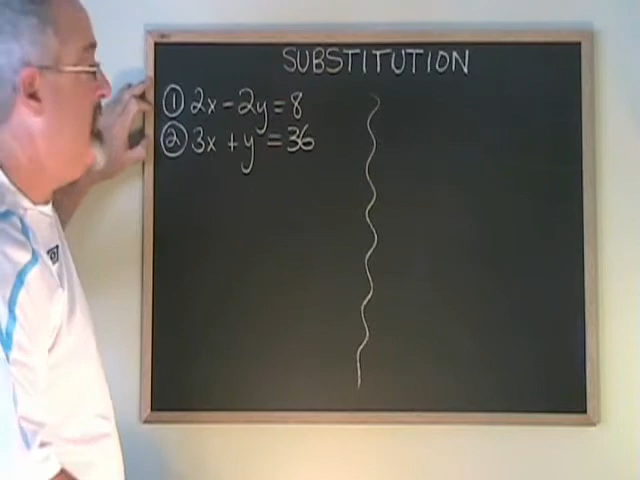 SUBSTITUTION
① 2x - 2y = 8
② 3x + y = 36